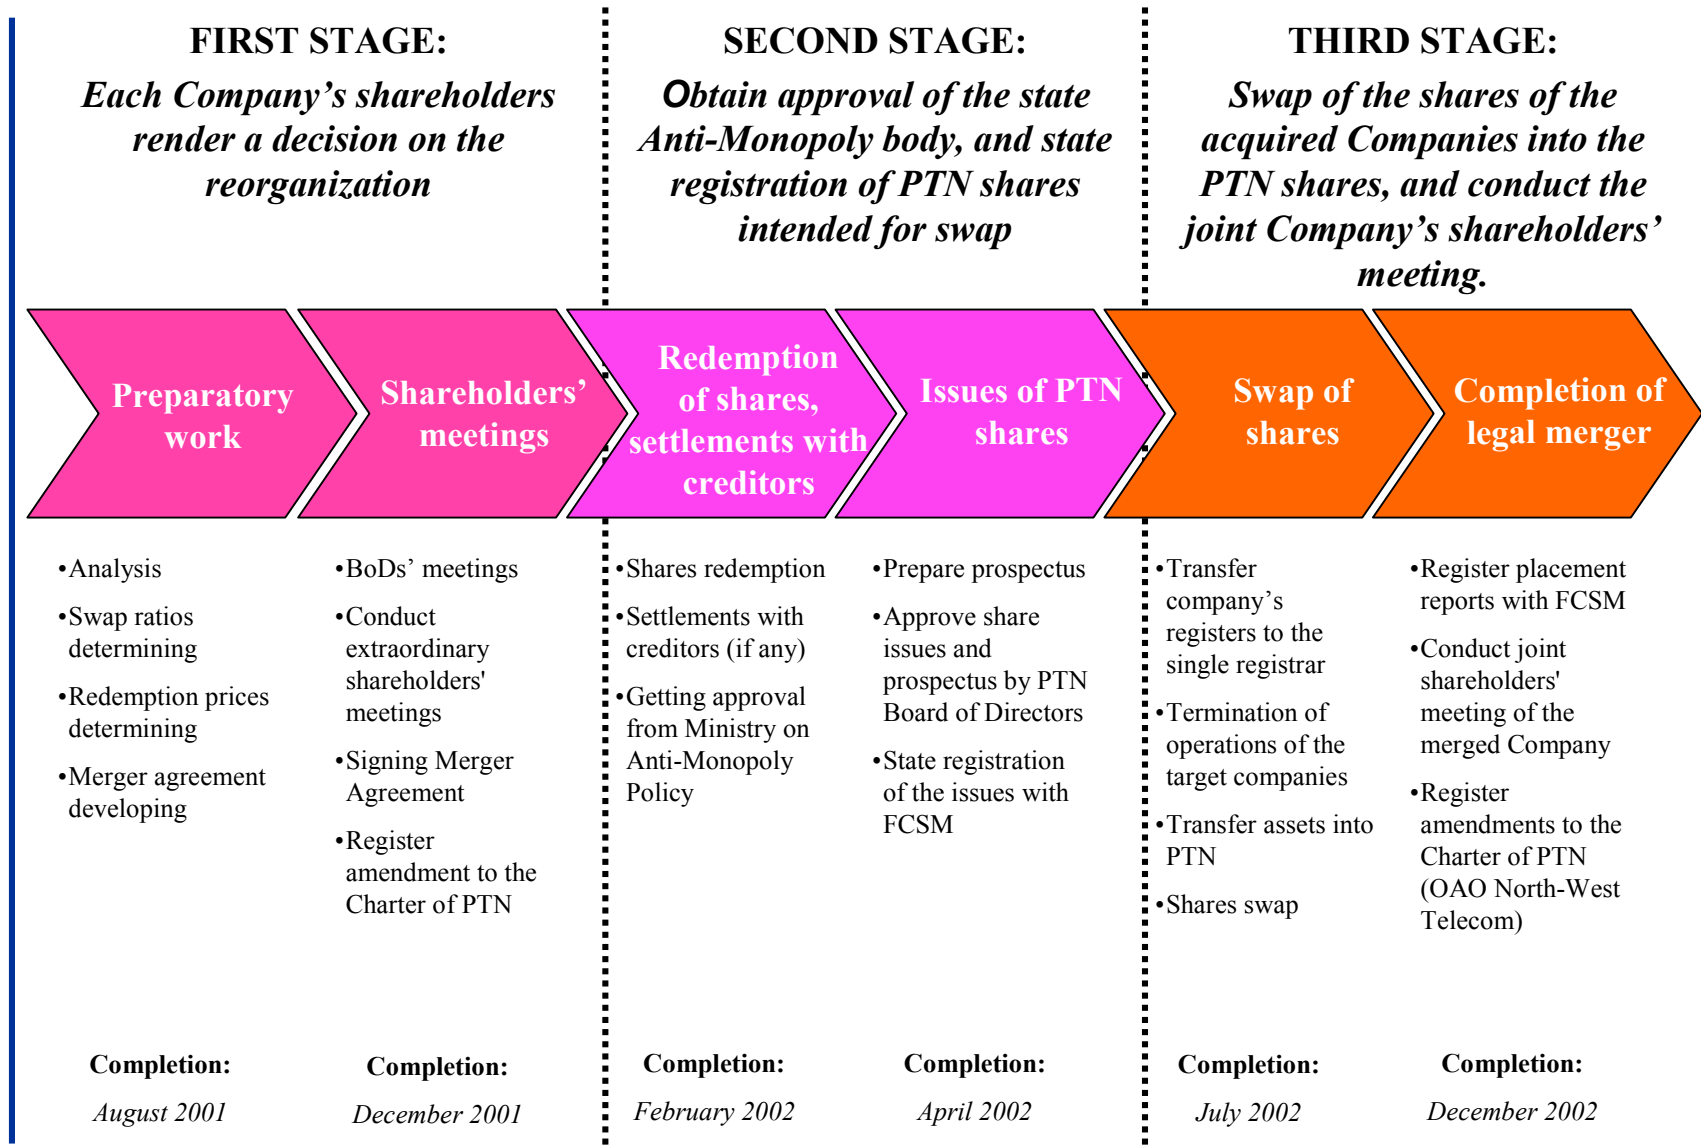 FIRST STAGE:
Each Company’s shareholders
render a decision on the
reorganization
SECOND STAGE:
Obtain approval of the state
Anti-Monopoly body, and state
registration of PTN shares
intended for swap
THIRD STAGE:
Swap of the shares of the
acquired Companies into the
PTN shares, and conduct the
joint Company’s shareholders’
meeting.
Preparatory
work
Shareholders’
meetings
Redemption
of shares,
settlements with
creditors
Issues of PTN
shares
Swap of
shares
Completion of
legal merger
•Analysis
•Swap ratios
determining
•Redemption prices
determining
•Merger agreement
developing
•BoDs’ meetings
•Conduct
extraordinary
shareholders'
meetings
•Signing Merger
Agreement
•Register
amendment to the
Charter of PTN
•Shares redemption
•Settlements with
creditors (if any)
•Getting approval
from Ministry on
Anti-Monopoly
Policy
•Prepare prospectus
•Approve share
issues and
prospectus by PTN
Board of Directors
•State registration
of the issues with
FCSM
•Transfer
company’s
registers to the
single registrar
•Termination of
operations of the
target companies
•Transfer assets into
PTN
•Shares swap
•Register placement
reports with FCSM
•Conduct joint
shareholders'
meeting of the
merged Company
•Register
amendments to the
Charter of PTN
(OAO North-West
Telecom)
Completion:
August 2001
Completion:
December 2001
Completion:
February 2002
Completion:
April 2002
Completion:
July 2002
Completion:
December 2002